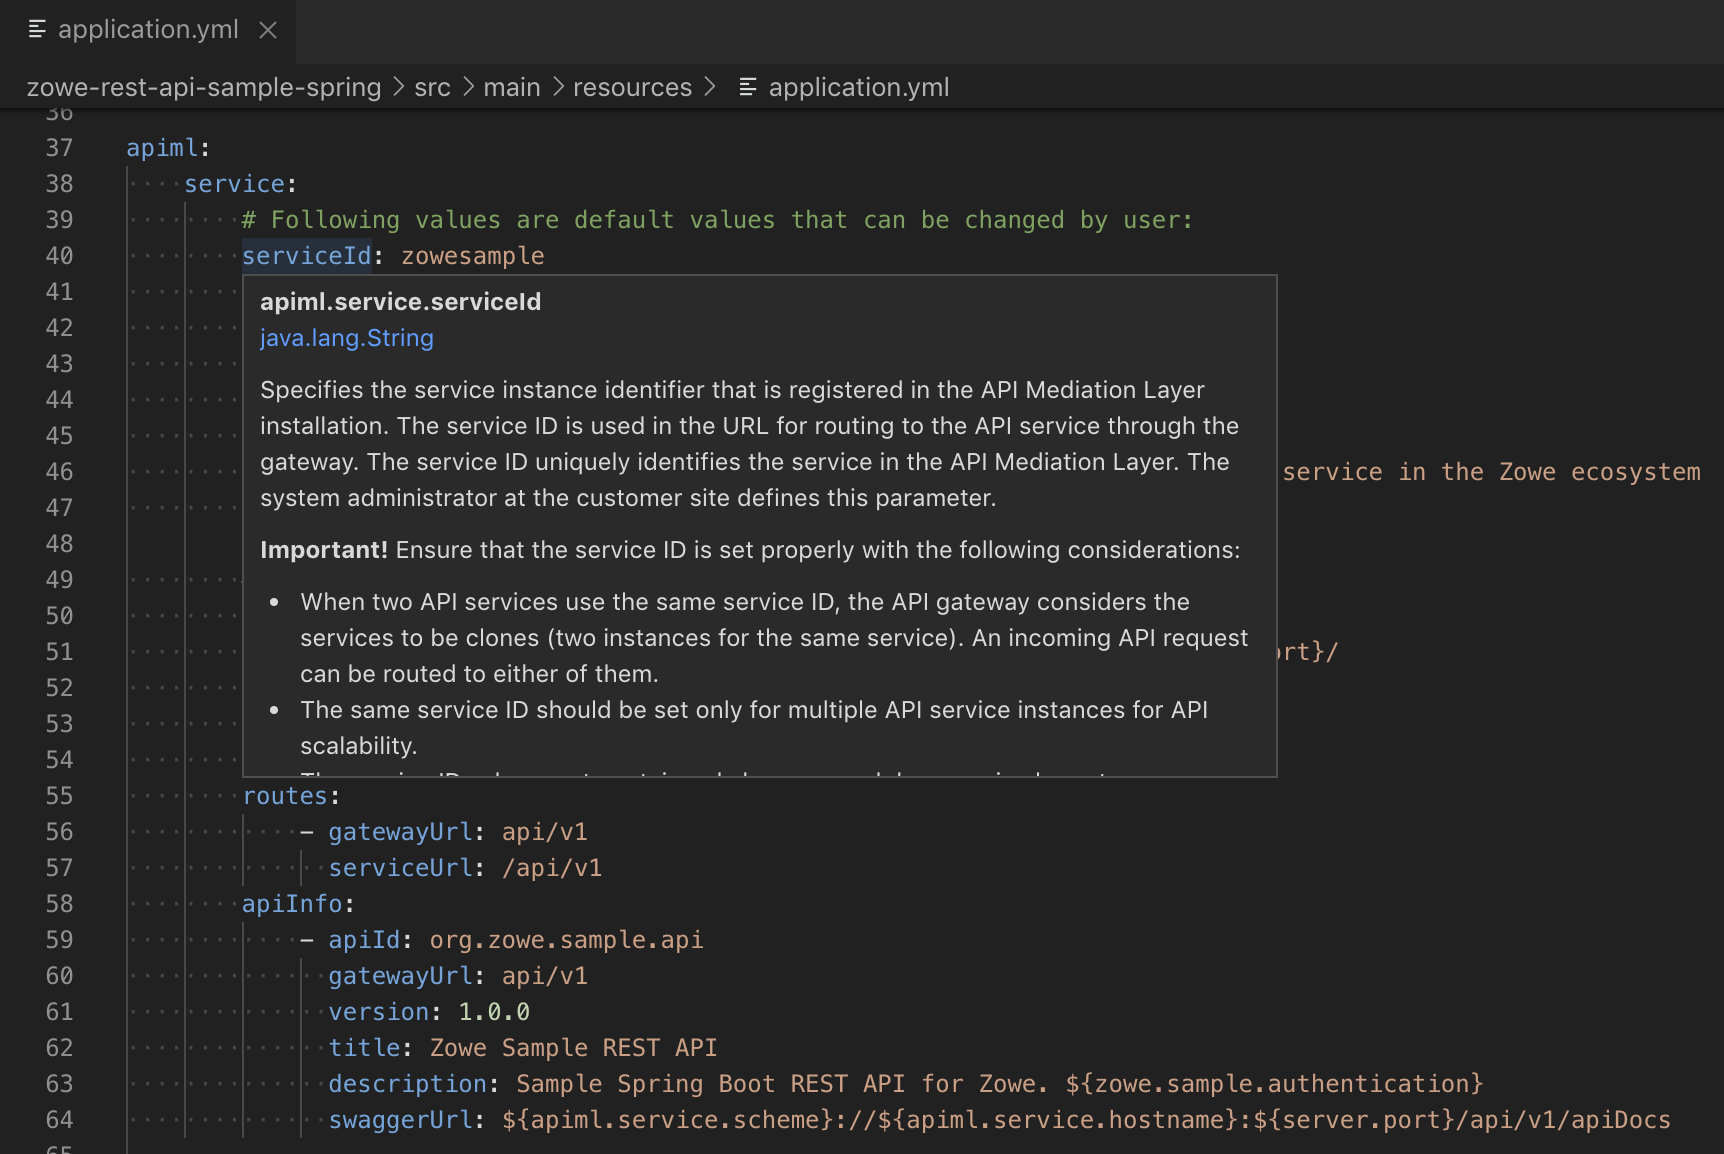 application.yml
zowe-rest-api-sample-spring > src > main > resources > application.yml
36
37 apiml:
38 service:
39 # Following values are default values that can be changed by user:
40 serviceId: zowesample
41
apiml.service.serviceId
42
java.lang.String
43
44 Specifies the service instance identifier that is registered in the API Mediation Layer
45 installation. The service ID is used in the URL for routing to the API service through the
46 gateway. The service ID uniquely identifies the service in the API Mediation Layer. The service in the Zowe ecosystem
47 system administrator at the customer site defines this parameter.
48 Important! Ensure that the service ID is set properly with the following considerations:
49
50 • When two API services use the same service ID, the API gateway considers the
51 services to be clones (two instances for the same service). An incoming API request rt}/
52 can be routed to either of them.
53 • The same service ID should be set only for multiple API service instances for API
54 scalability.
55 routes:
56 - gatewayUrl: api/v1
57 serviceUrl: /api/v1
58 apiInfo:
59 - apiId: org.zowe.sample.api
60 gatewayUrl: api/v1
61 version: 1.0.0
62 title: Zowe Sample REST API
63 description: Sample Spring Boot REST API for Zowe. ${zowe.sample.authentication}
64 swaggerUrl: ${apiml.service.scheme}://${apiml.service.hostname}:${server.port}/api/v1/apiDocs
65